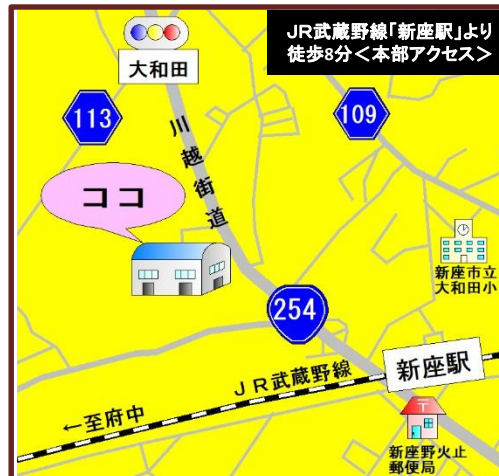 JR武蔵野線「新座駅」より
徒歩8分＜本部アクセス＞
大和田
113
109
川越街道
ココ
新座市立
大和田小
254
新座駅
JR武蔵野線
←至府中
〒
新座野火止
郵便局